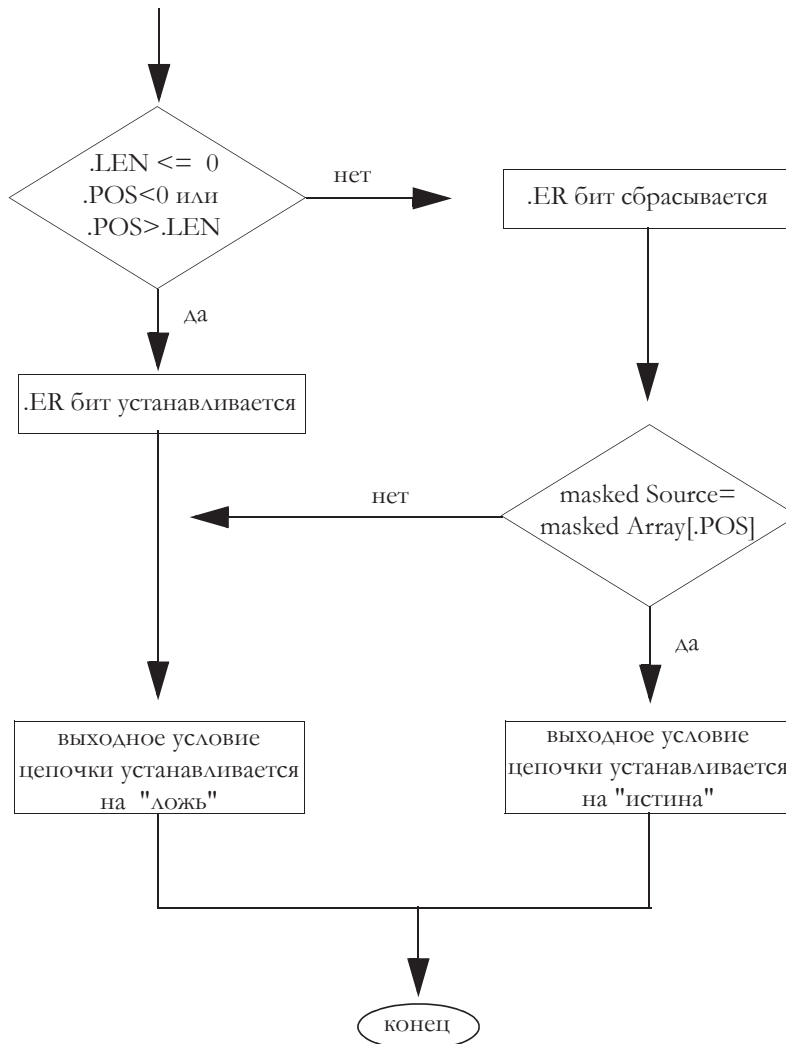 .LEN <= 0
.POS<0 или
.POS>.LEN
нет
.ER бит сбрасывается
да
.ER бит устанавливается
нет
masked Source=
masked Array[.POS]
да
выходное условие
цепочки устанавливается
на "ложь"
выходное условие
цепочки устанавливается
на "истина"
конец